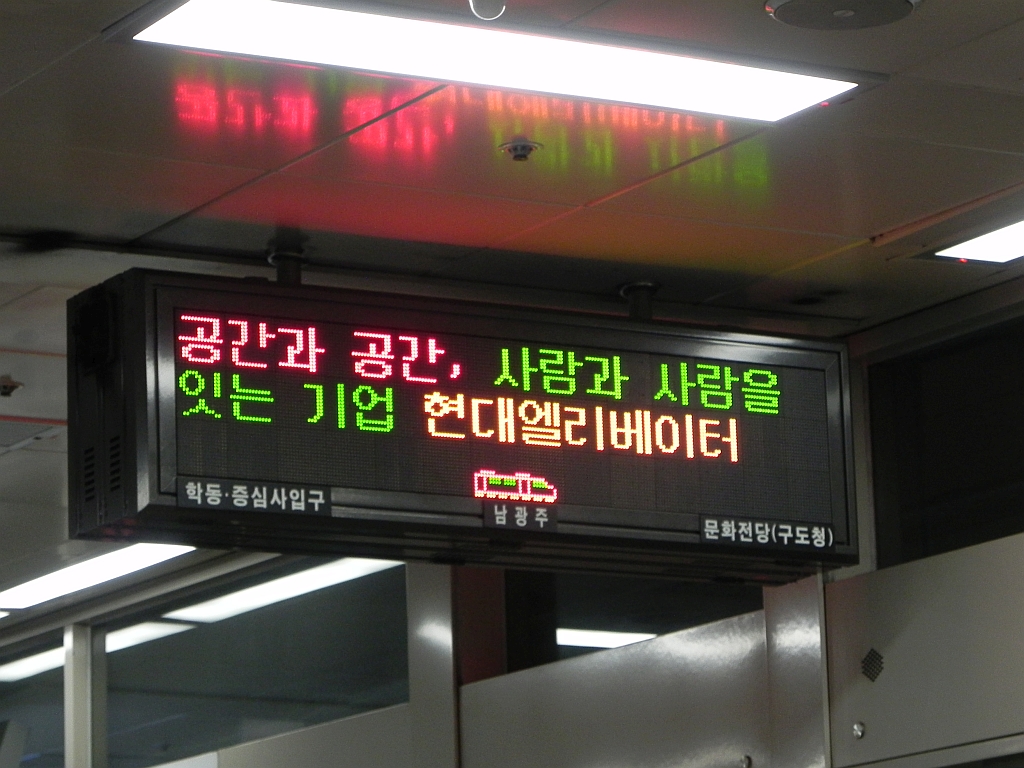 공간과 공간, 사람과 사람을
잇는 기업 현대엘리베이터
학동·증심사입구
남광주
문화전당(구도청)